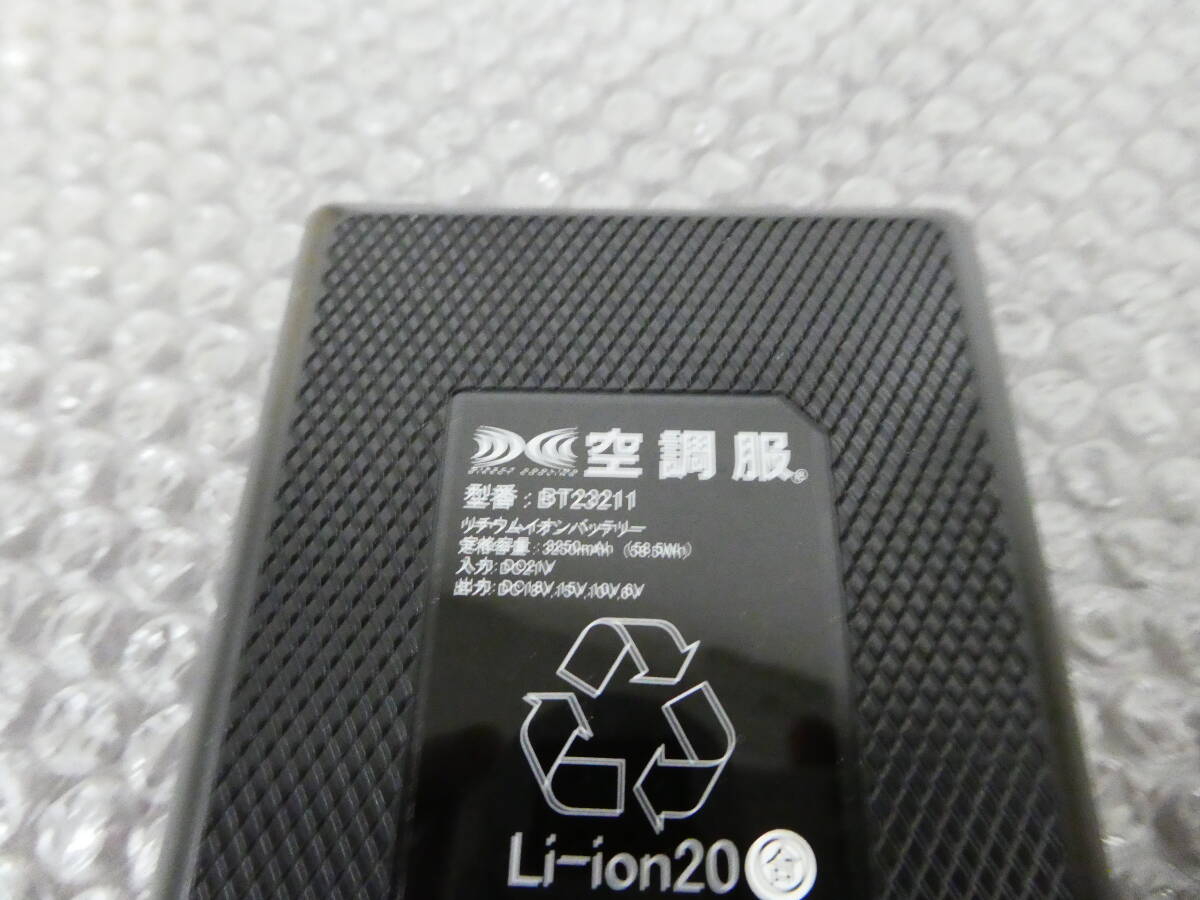 空調服®
型番:BT23211
リチウムイオンバッテリー
定格容量:3250mAh (58.5Wh)
入力:DC21V
出力:DC18V,15V,10V,6V
Li-ion20